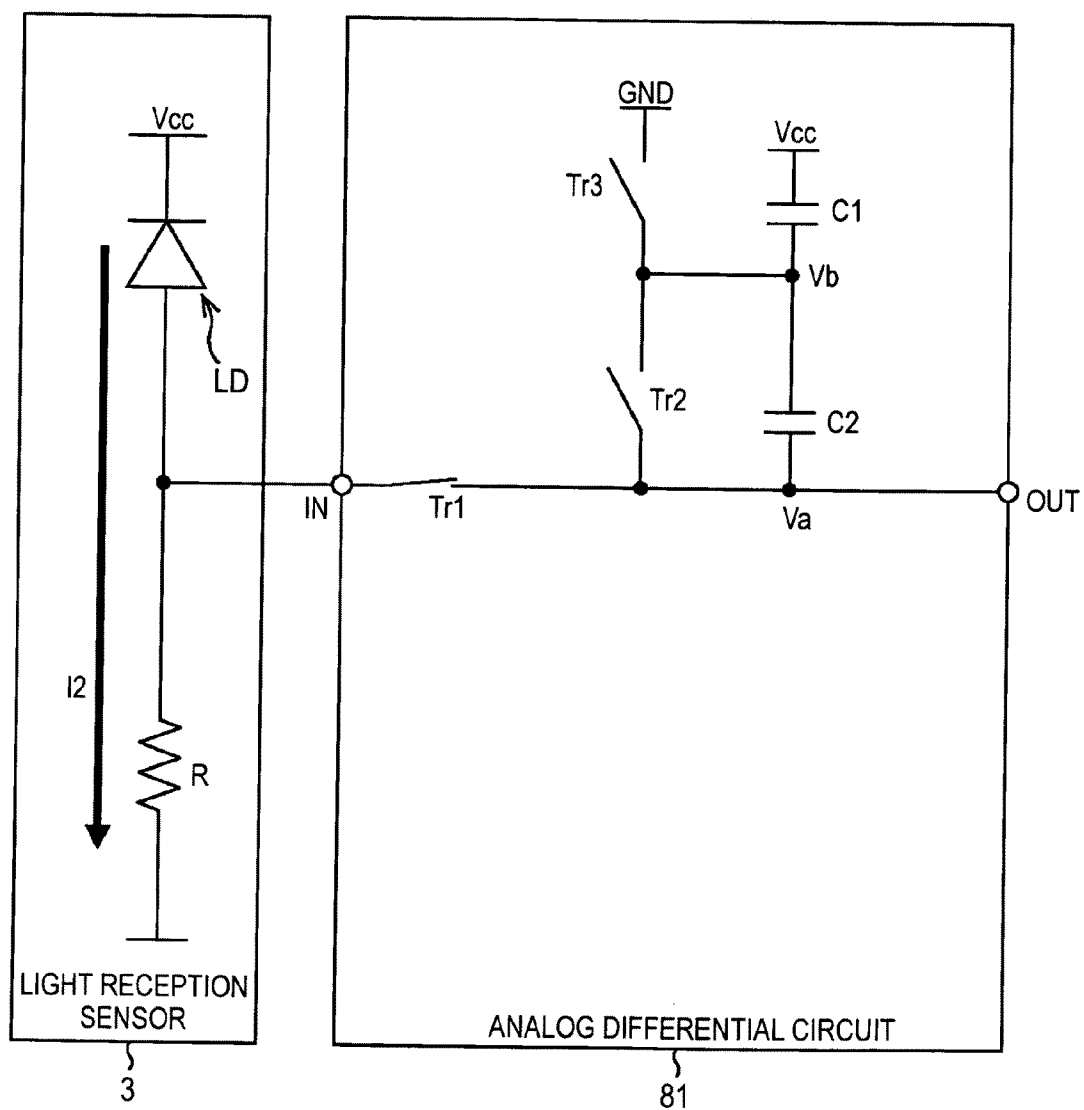 Vcc
LD
I2
R
LIGHT RECEPTION
SENSOR
3
GND
Vcc
Tr3
C1
Vb
Tr2
C2
IN
Tr1
Va
OUT
ANALOG DIFFERENTIAL CIRCUIT
81